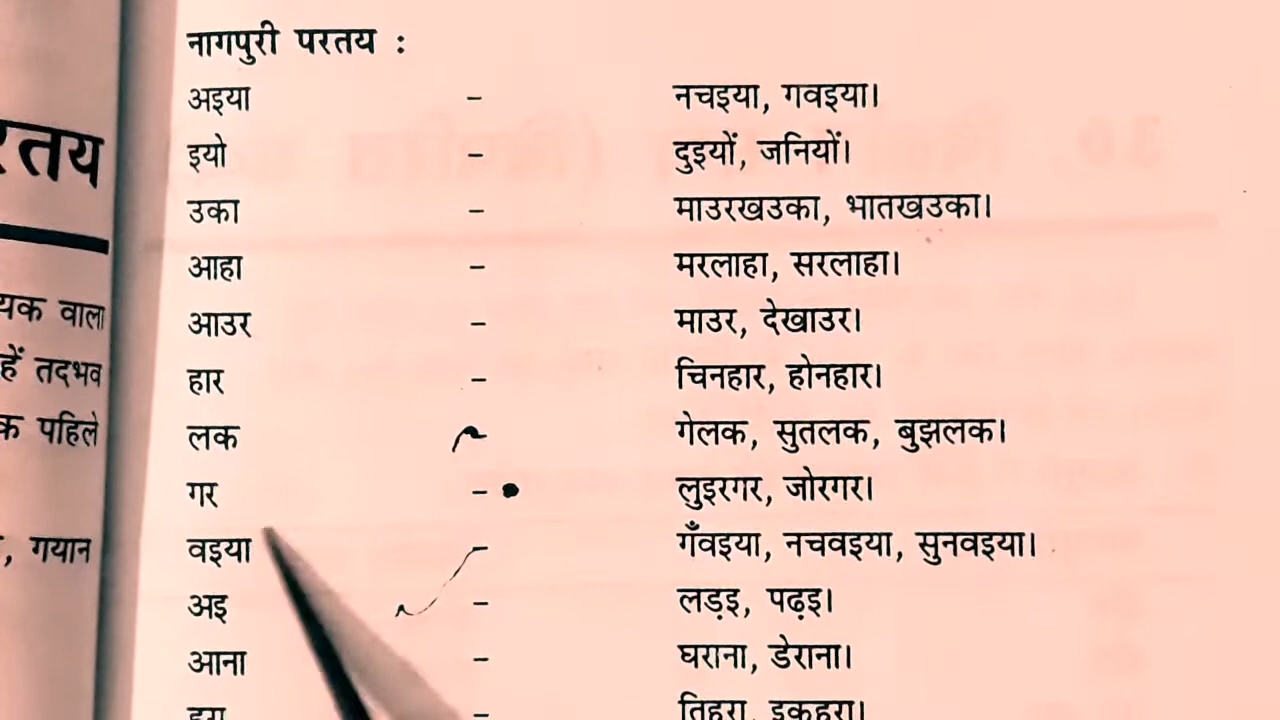 नागपुरी परतय :
अइया - नचइया, गवइया।
इयो - दुइयों, जनियों।
उका - माउरखउका, भातखउका।
आहा - मरलाहा, सरलाहा।
आउर - माउर, देखाउर।
हार - चिनहार, होनहार।
लक - गेलक, सुतलक, बुझलक।
गर - लुइरगर, जोरगर।
वइया - गँवइया, नचवइया, सुनवइया।
अइ - लड़इ, पढ़इ।
आना - घराना, डेराना।
- तिहरा, इकहरा।
वाला
हें तदभव
पहिले
, गयान